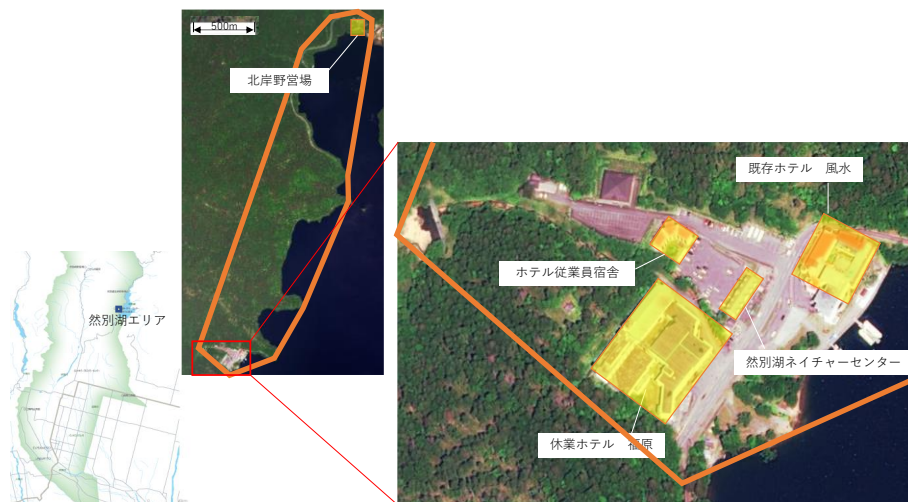 500m
北岸野営場
既存ホテル 風水
ホテル従業員宿舎
然別湖エリア
然別湖ネイチャーセンター
休業ホテル 福原